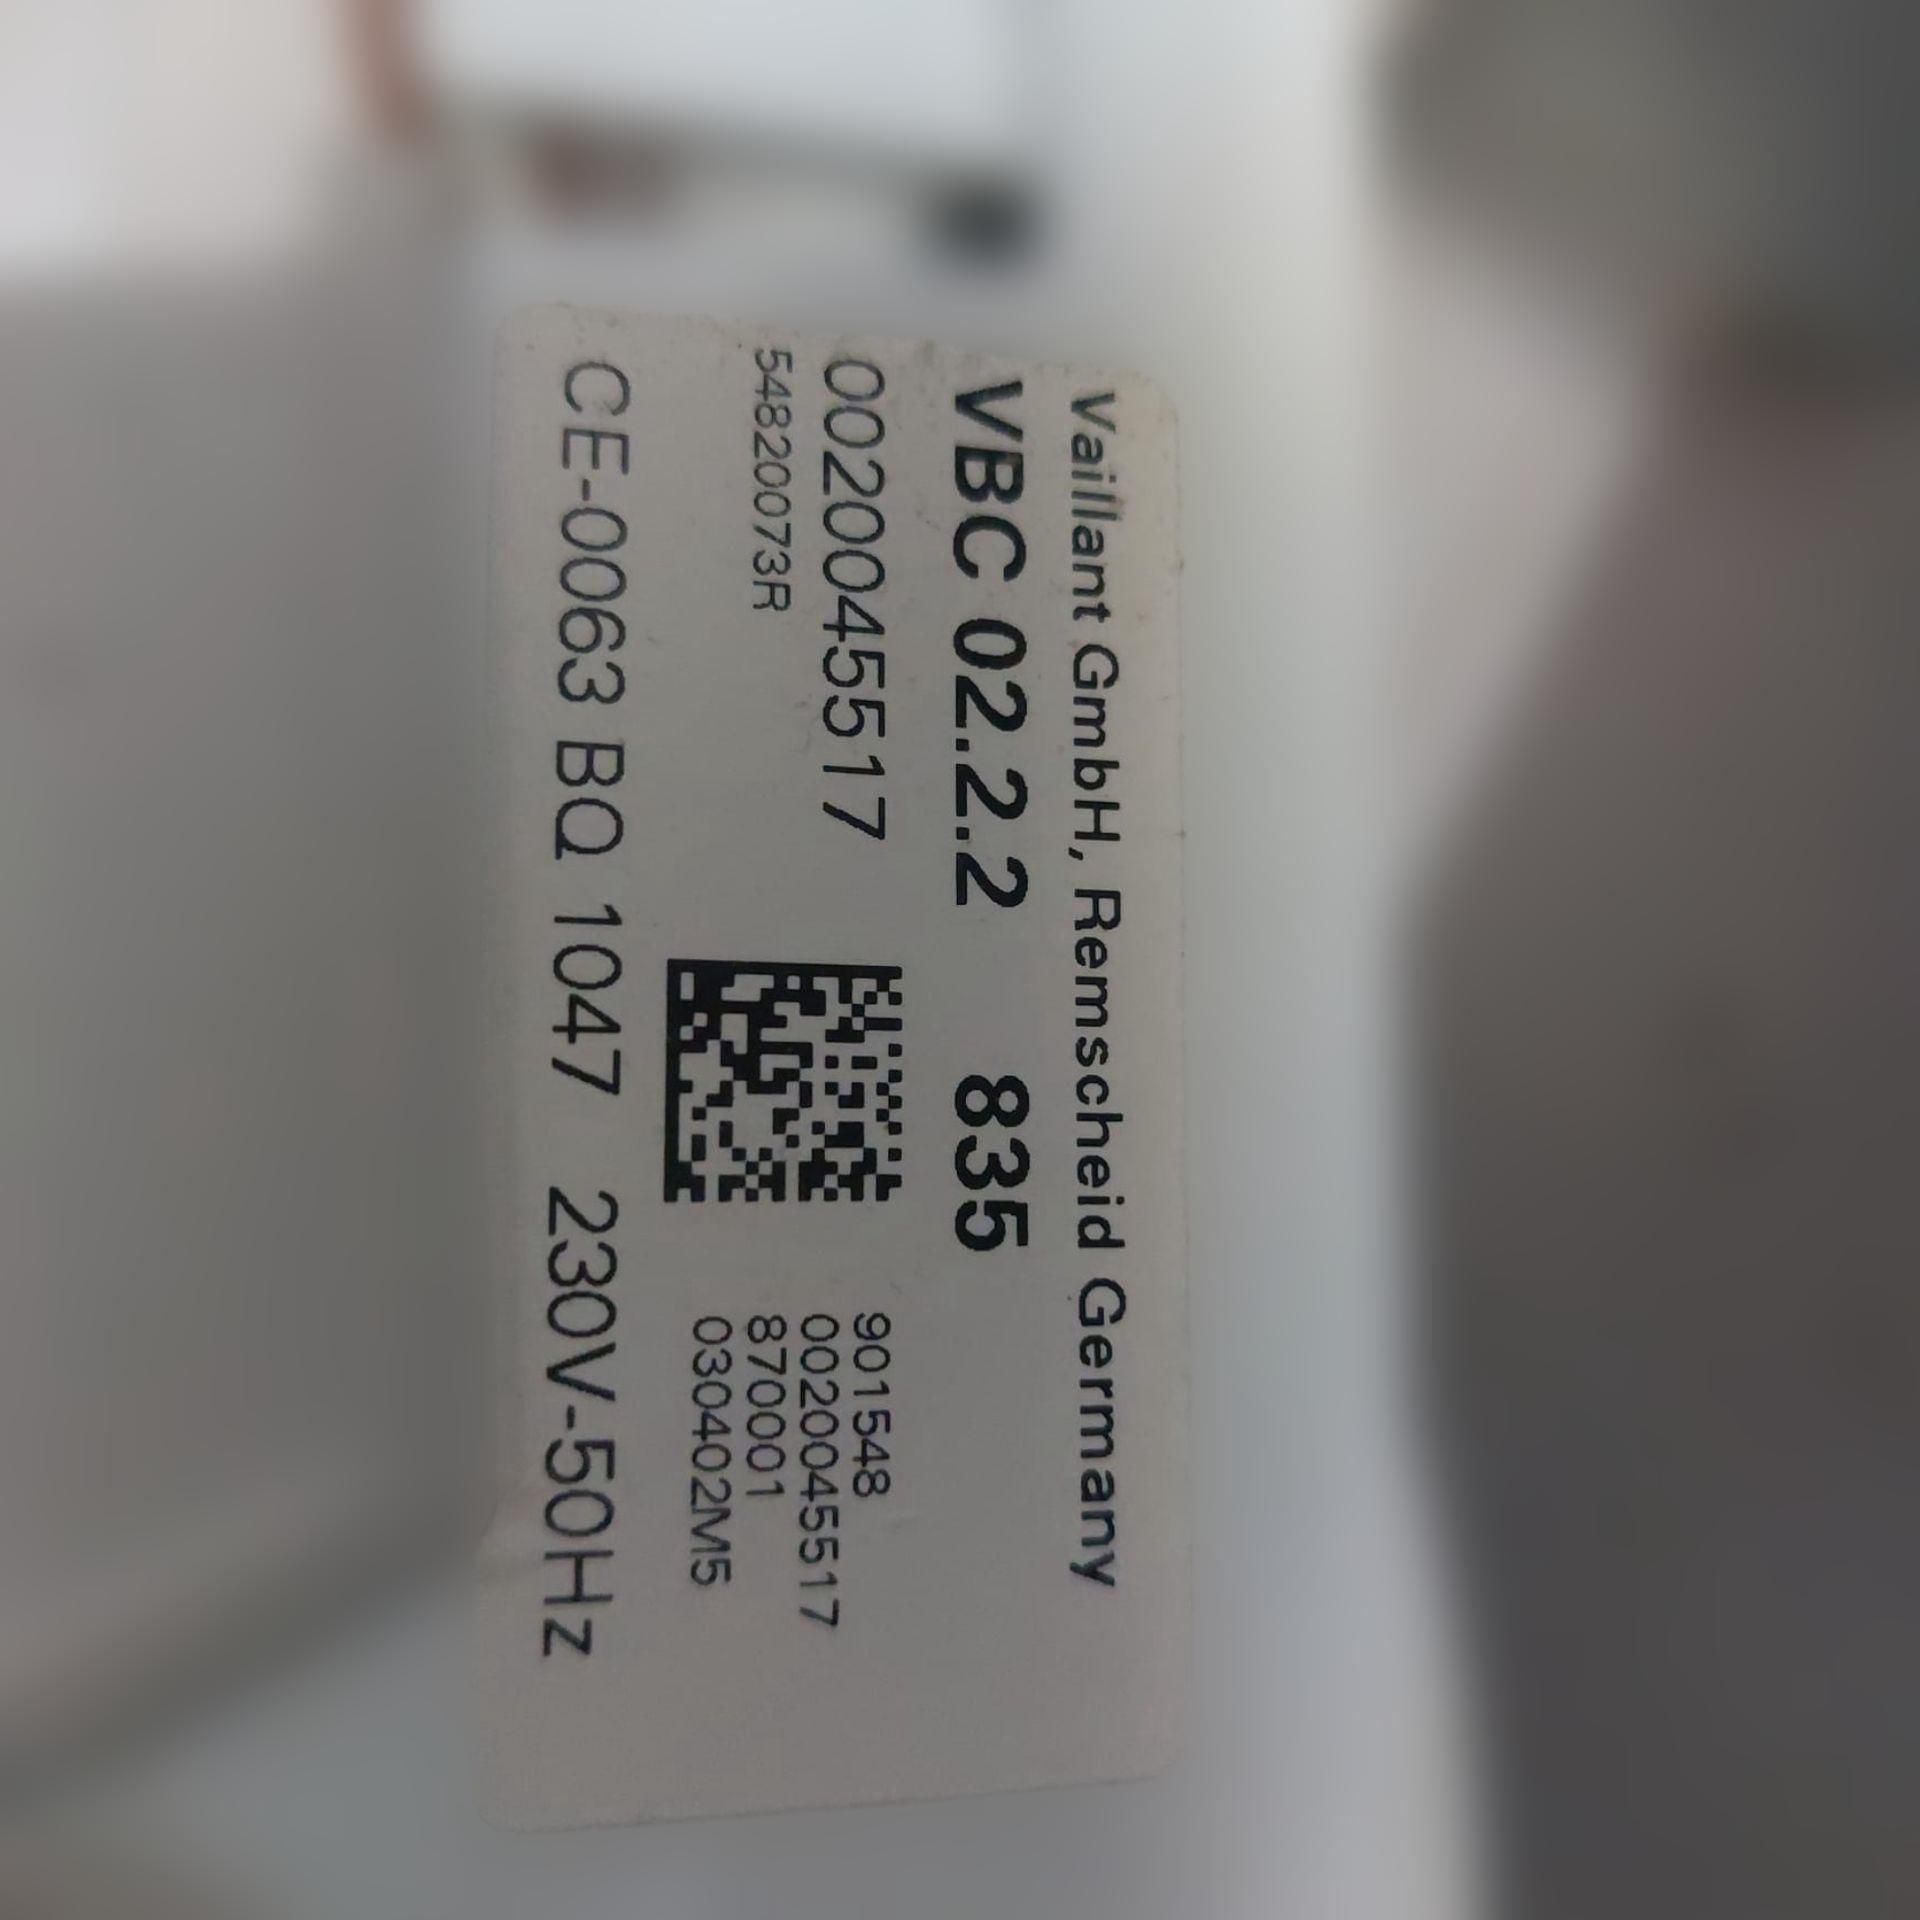 Vaillant GmbH, Remscheid Germany
VBC 02.2.2 835
0020045517
54820073R
901548
0020045517
870001
030402M5
CE-0063 BQ 1047 230V-50Hz